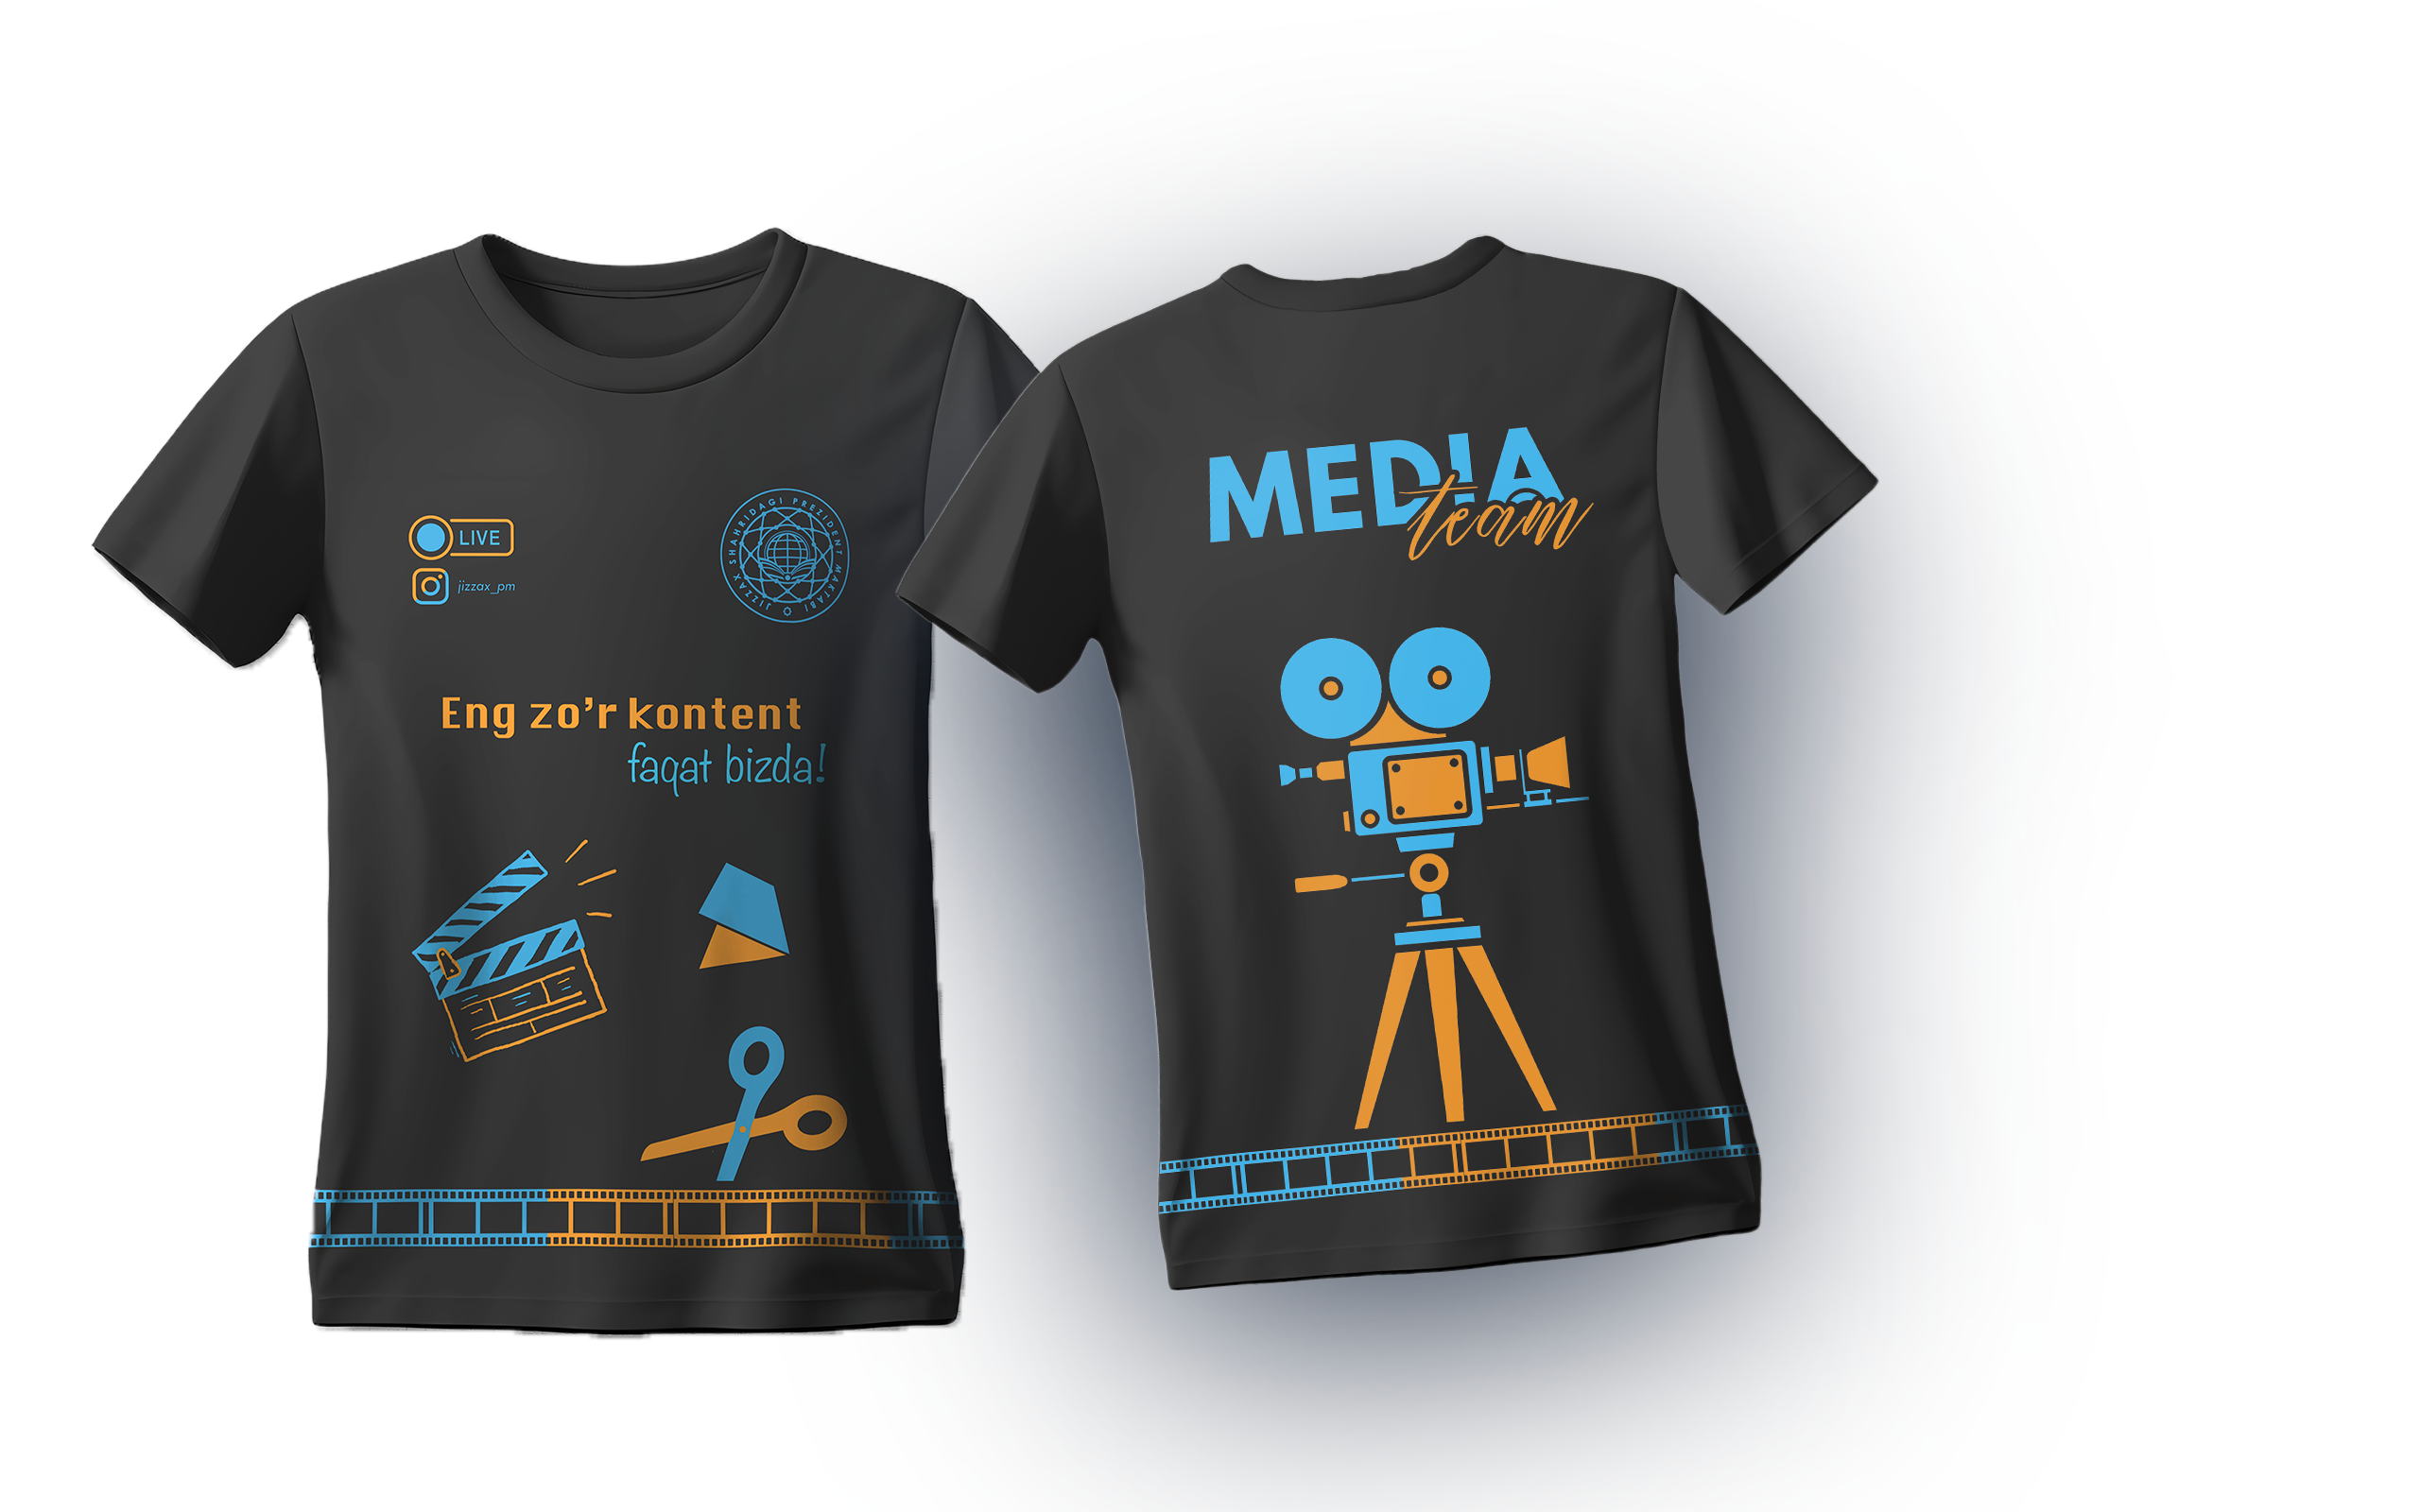 LIVE
jizzax_pm
JIZZAX SHAHRIDAGI PREZIDENT MAKTABI
Eng zo’r kontent
faqat bizda!
MEDIA
team